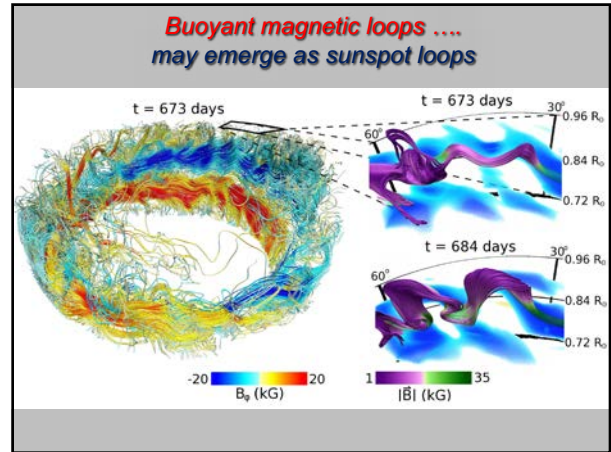 Buoyant magnetic loops ....
may emerge as sunspot loops
t = 673 days
t = 673 days
30°
60°
0.96 R⊙
0.84 R⊙
0.72 R⊙
t = 684 days
30°
60°
0.96 R⊙
0.84 R⊙
0.72 R⊙
-20 20
Bφ (kG)
1 35
|B⃗| (kG)